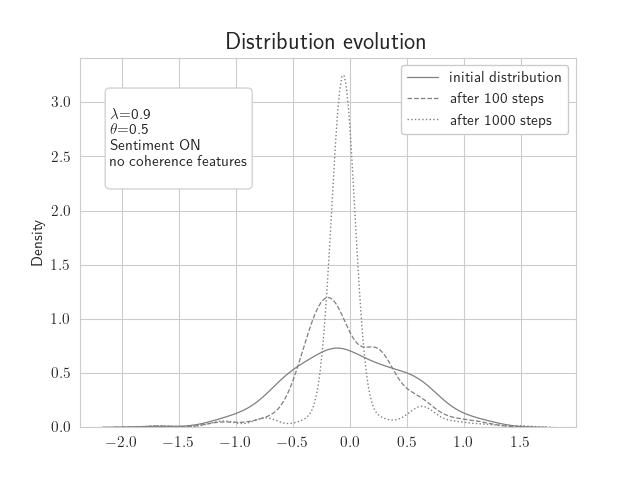 Distribution evolution
λ=0.9
θ=0.5
Sentiment ON
no coherence features
initial distribution
after 100 steps
after 1000 steps
Density
3.0
2.5
2.0
1.5
1.0
0.5
0.0
−2.0 −1.5 −1.0 −0.5 0.0 0.5 1.0 1.5